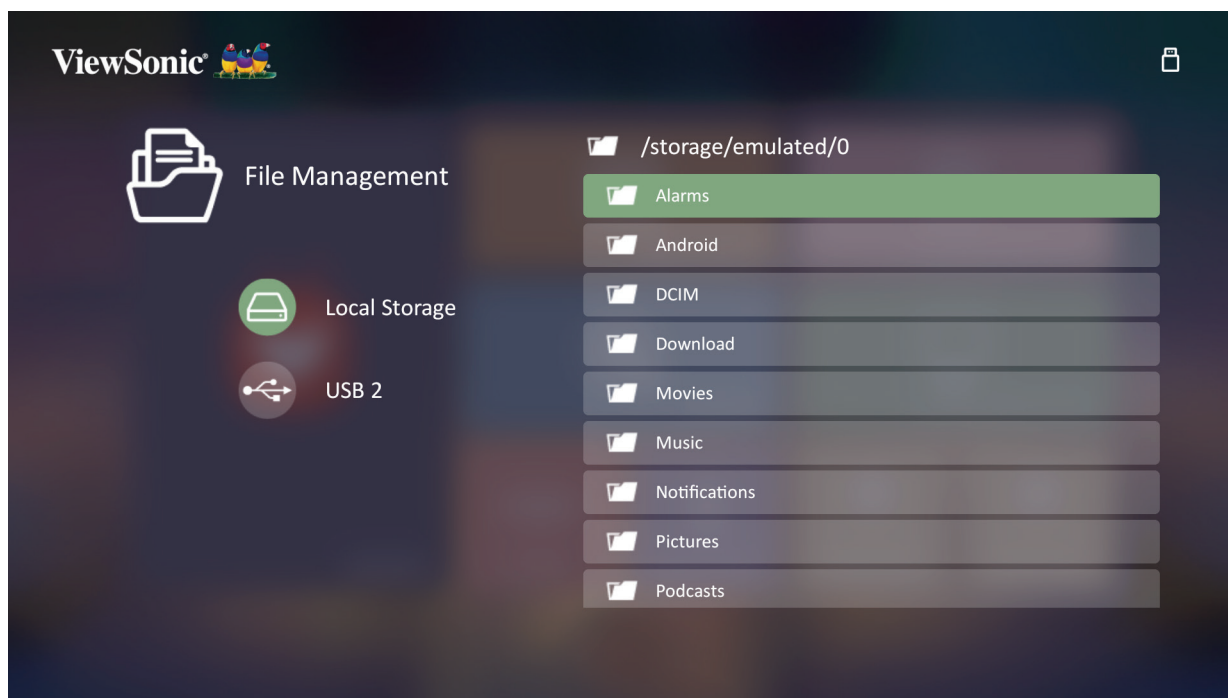 ViewSonic®
File Management
Local Storage
USB 2
/storage/emulated/0
Alarms
Android
DCIM
Download
Movies
Music
Notifications
Pictures
Podcasts